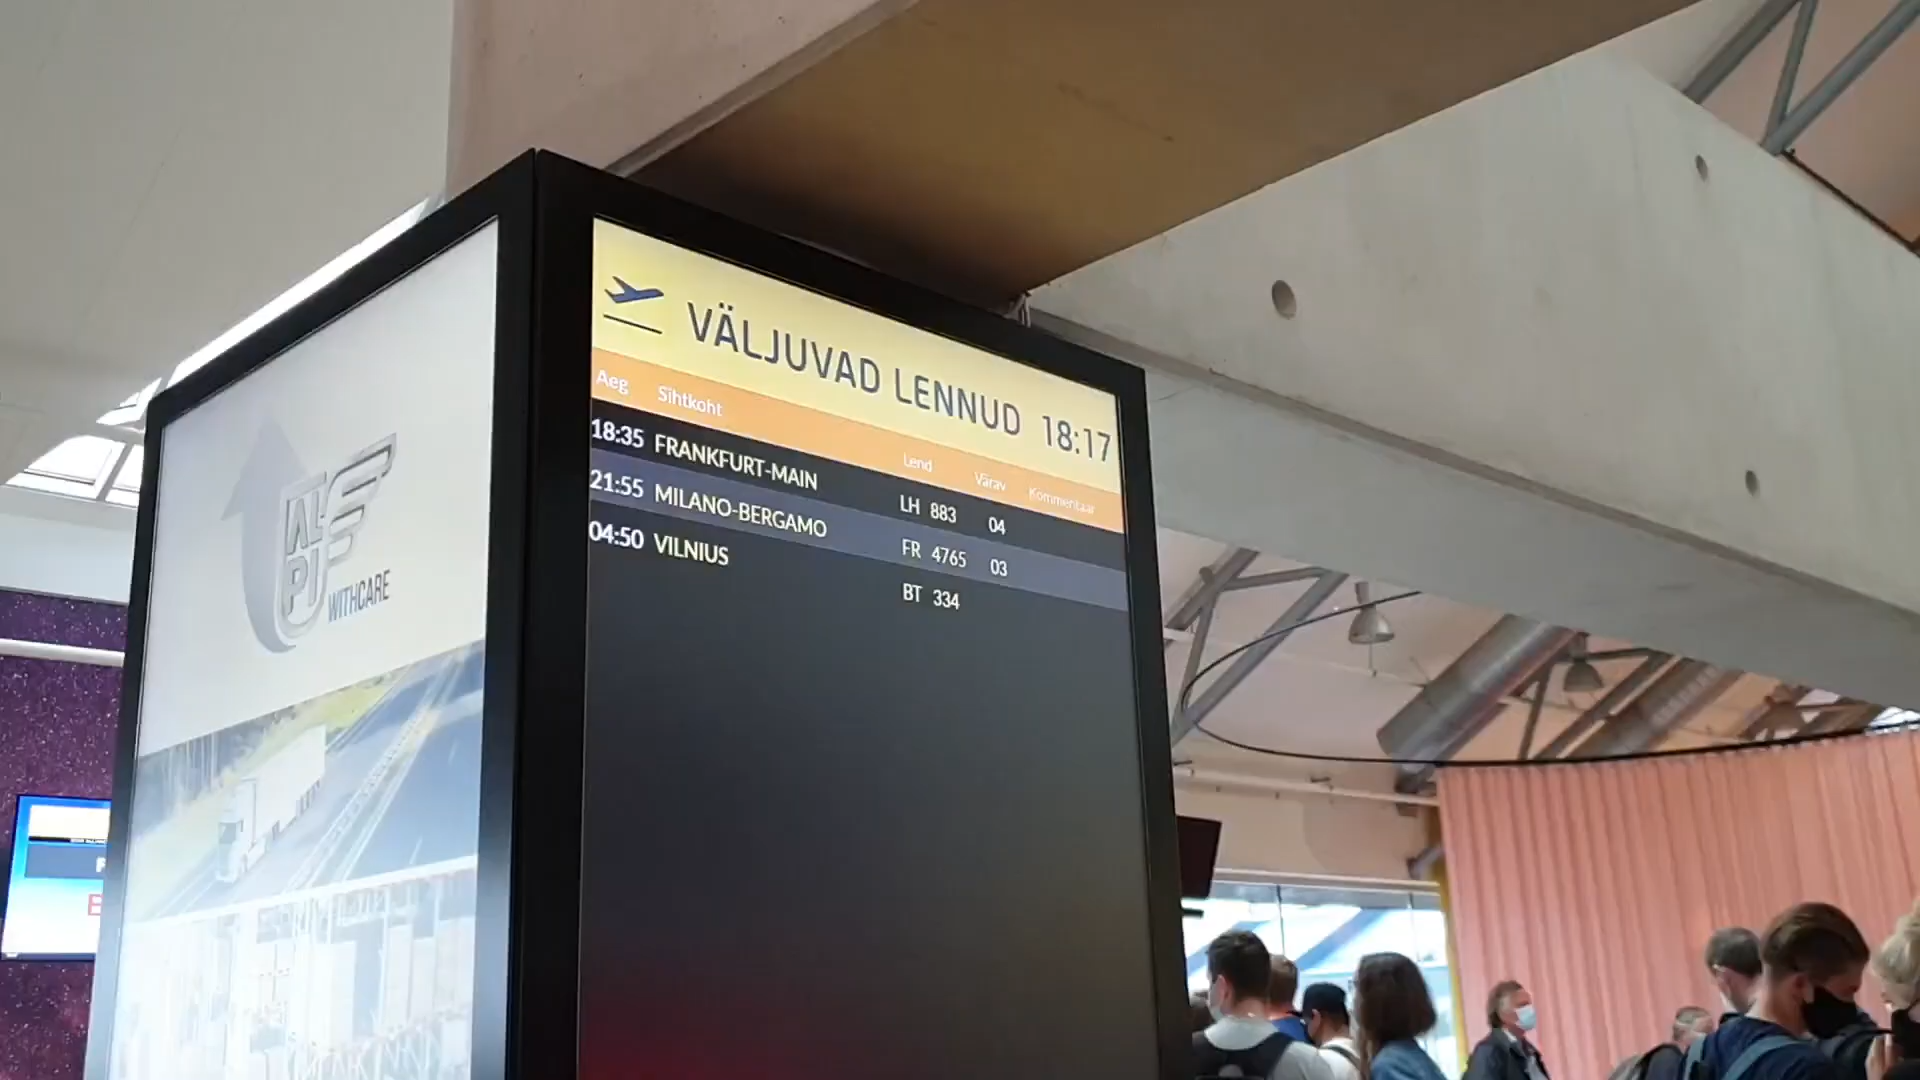 VÄLJUVAD LENNUD 18:17
Aeg Sihtkoht Lend Värav Kommentaar
18:35 FRANKFURT-MAIN LH 883 04
21:55 MILANO-BERGAMO FR 4765 03
04:50 VILNIUS BT 334
ALPI
WITHCARE